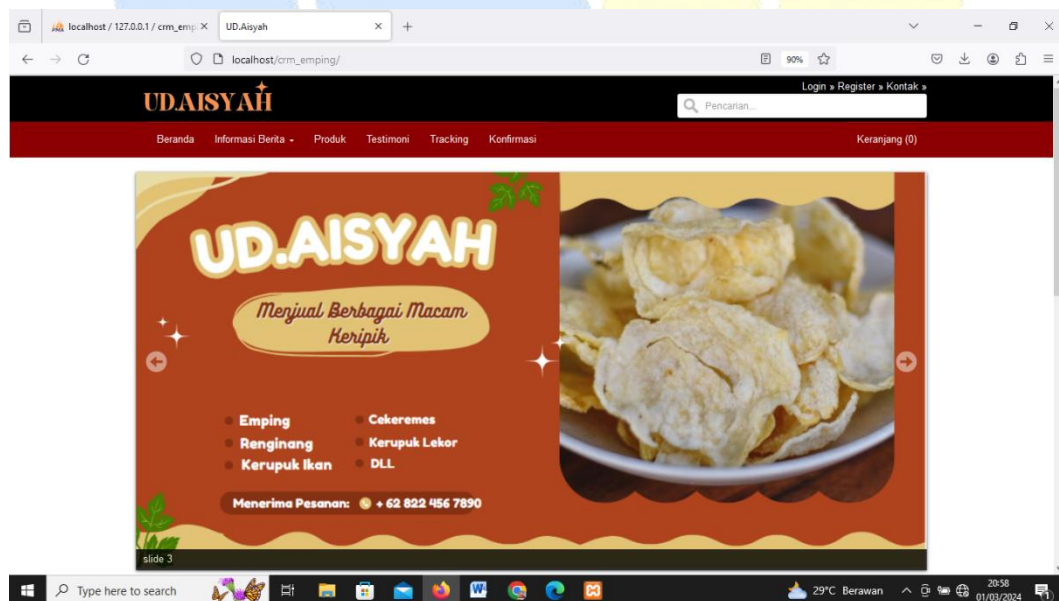 localhost / 127.0.0.1 / crm_emp
UD.Aisyah
localhost/crm_emping/
90%
UD.AISYAH
Login » Register » Kontak »
Pencarian...
Beranda Informasi Berita Produk Testimoni Tracking Konfirmasi Keranjang (0)
UD.AISYAH
Menjual Berbagai Macam
Keripik
Emping
Renginang
Kerupuk Ikan
Cekeremes
Kerupuk Lekor
DLL
Menerima Pesanan: + 62 822 456 7890
slide 3
Type here to search
29°C Berawan
20:58
01/03/2024